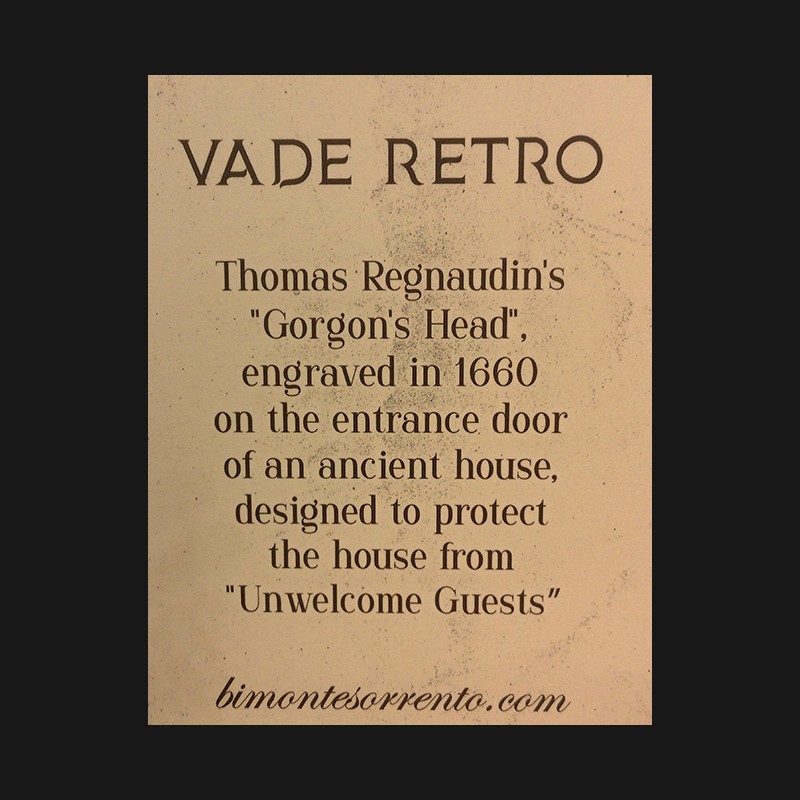 VADE RETRO
Thomas Regnaudin's
"Gorgon's Head",
engraved in 1660
on the entrance door
of an ancient house,
designed to protect
the house from
"Unwelcome Guests”
bimontesorrento.com